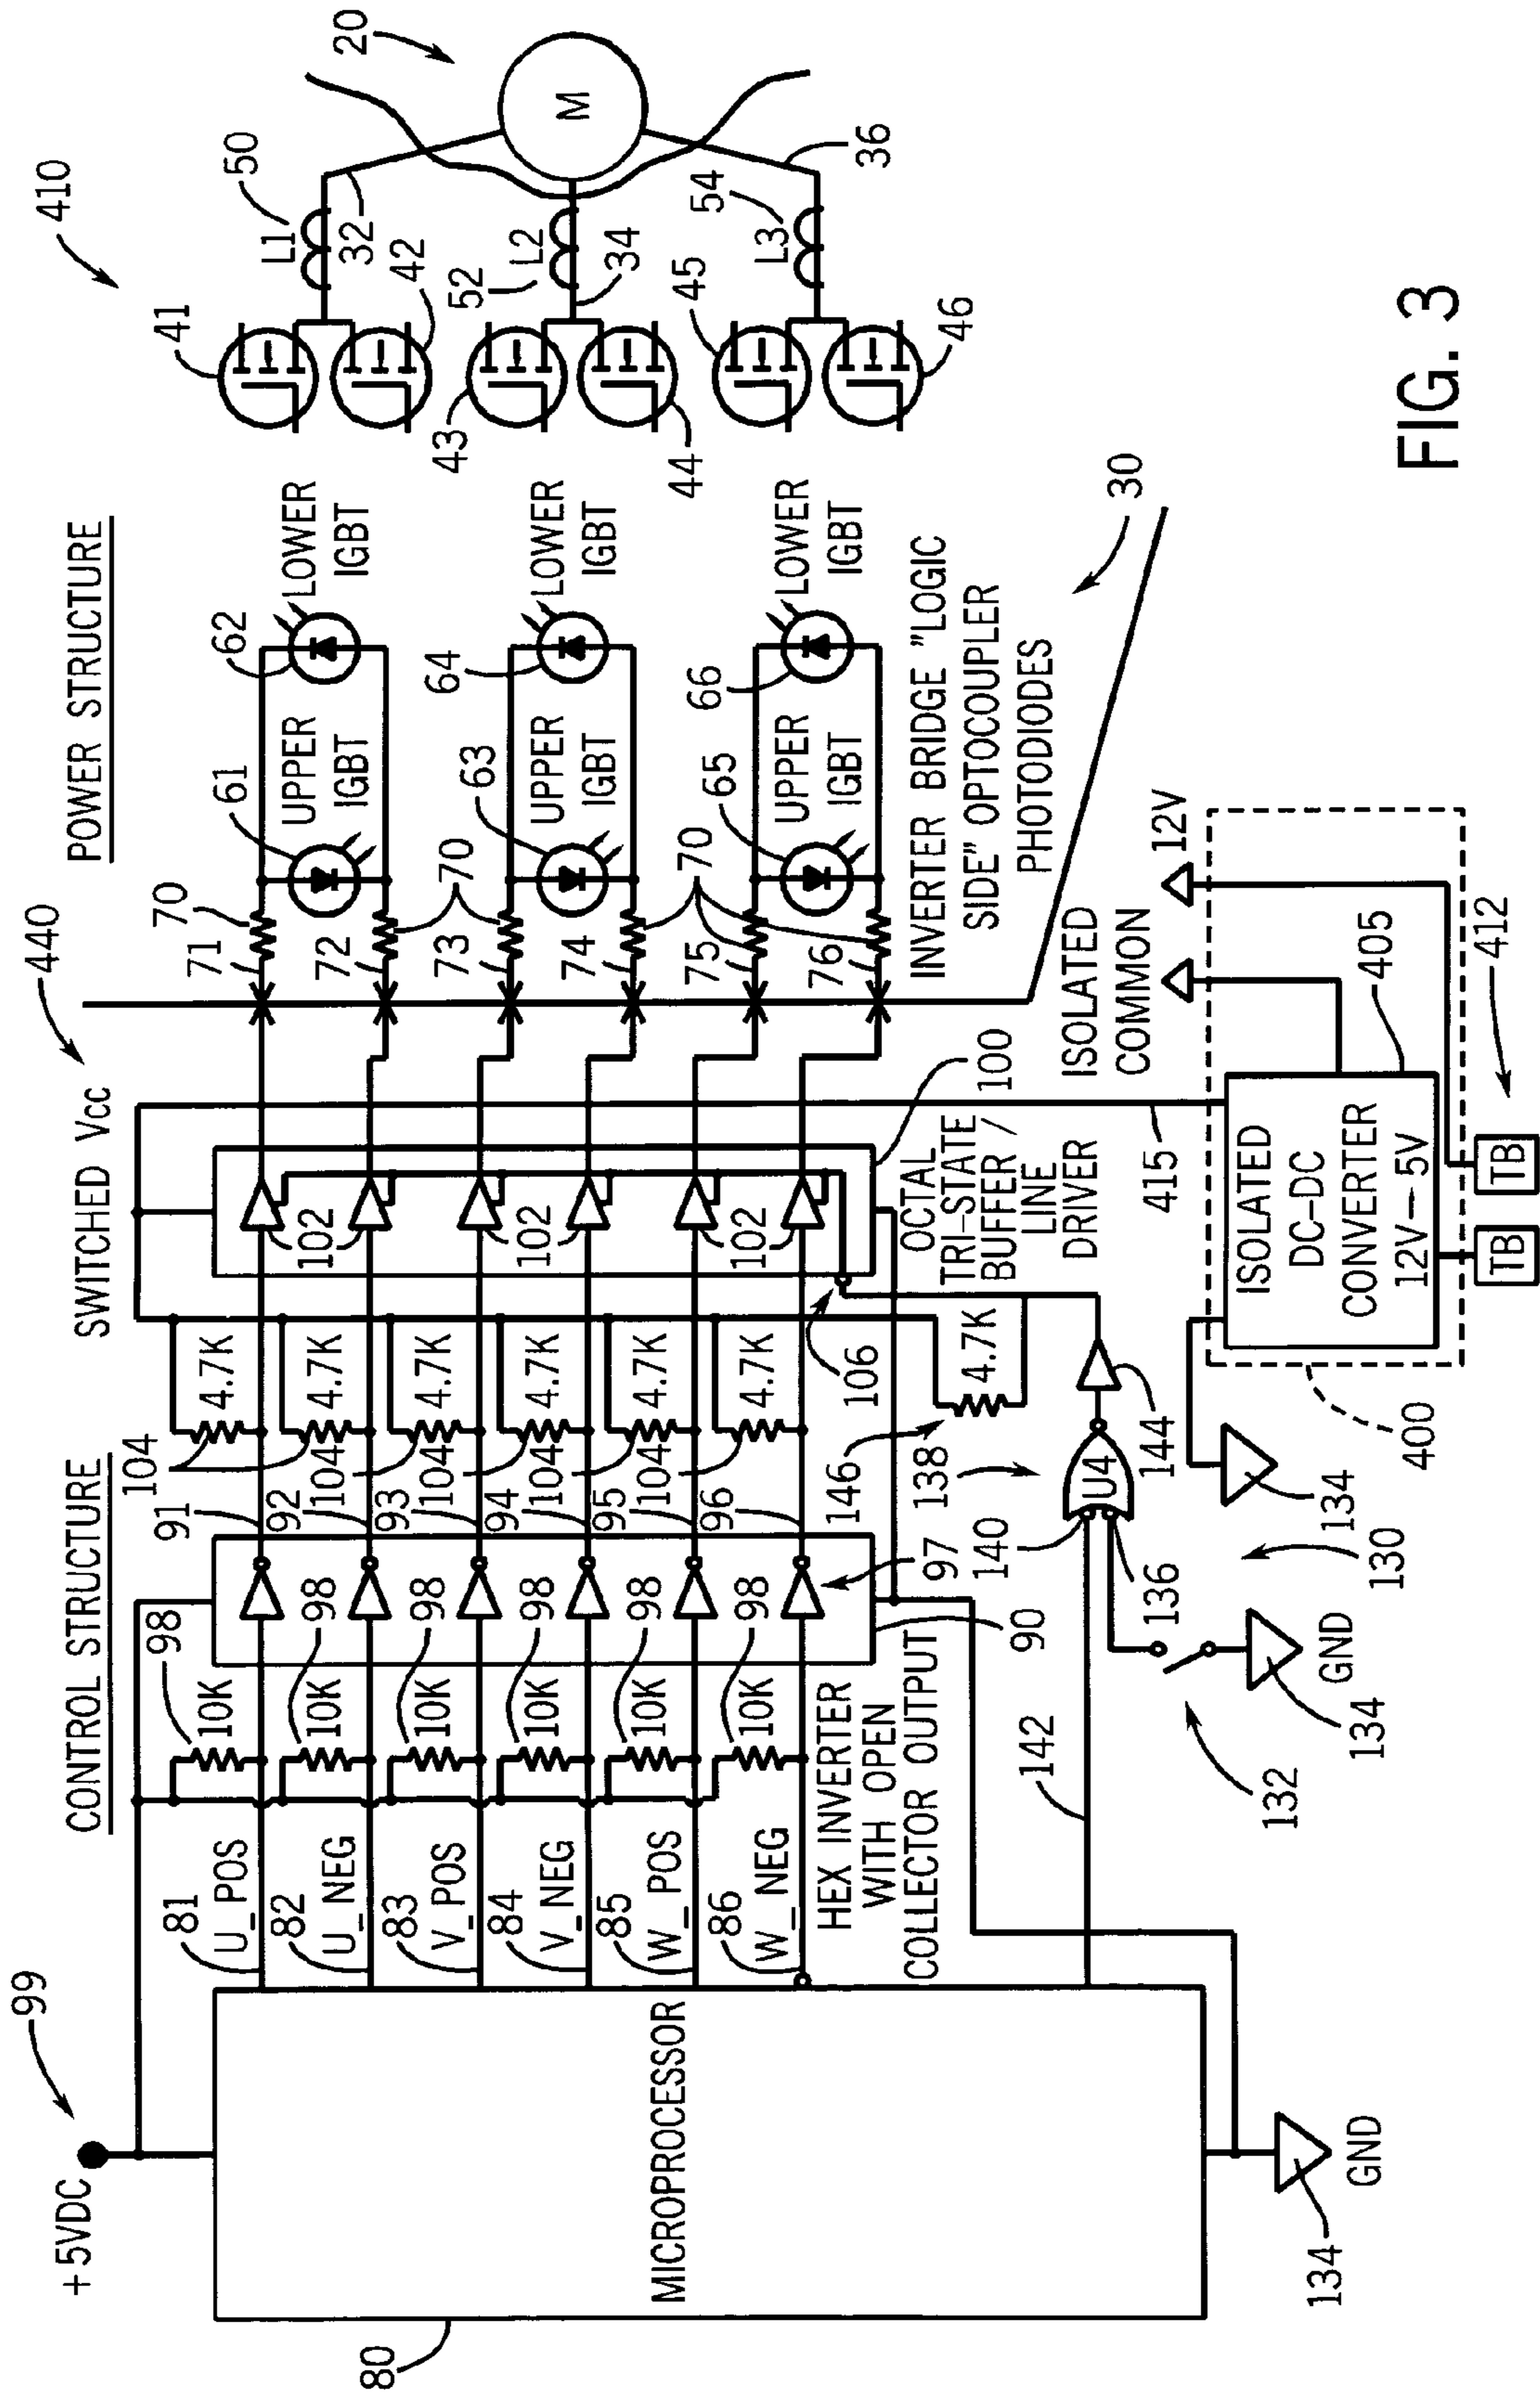 +5VDC
99
80
MICROPROCESSOR
134
GND
CONTROL STRUCTURE
81
U_POS
82
U_NEG
83
V_POS
84
V_NEG
85
W_POS
86
W_NEG
98
10K
98
10K
98
10K
98
10K
98
10K
98
10K
98
HEX INVERTER
WITH OPEN
COLLECTOR OUTPUT
90
97
91
92
93
94
95
96
104
4.7K
104
4.7K
104
4.7K
104
4.7K
104
4.7K
4.7K
SWITCHED Vcc
440
102
102
102
106
100
OCTAL
TRI-STATE
BUFFER /
LINE
DRIVER
146
4.7K
138
140
U4
144
136
142
132
134
GND
130
134
400
415
ISOLATED
DC-DC
CONVERTER
12V-5V
405
TB
TB
412
ISOLATED
COMMON
12V
POWER STRUCTURE
70
71
72
73
74
75
76
70
70
61
UPPER
IGBT
62
LOWER
IGBT
63
UPPER
IGBT
64
LOWER
IGBT
65
UPPER
IGBT
66
LOWER
IGBT
INVERTER BRIDGE "LOGIC
SIDE" OPTOCOUPLER
PHOTODIODES
30
410
41
42
43
44
45
46
L1
50
32
L2
52
34
L3
54
36
M
20
FIG. 3